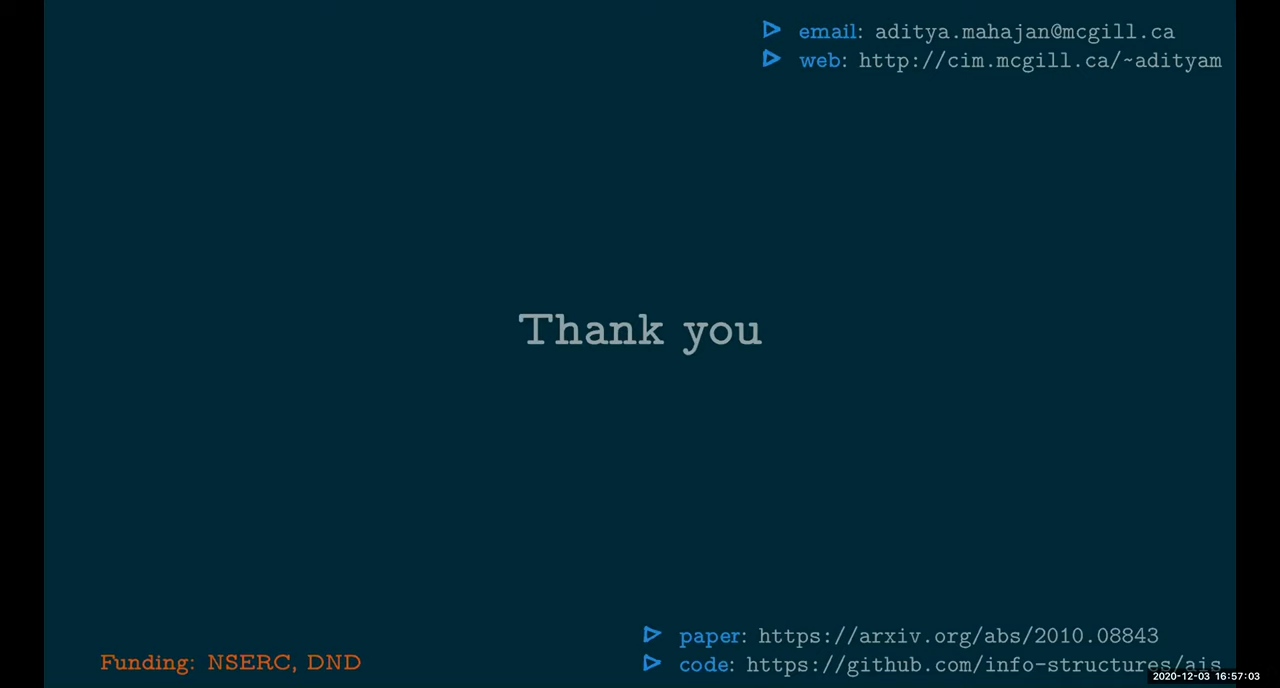 email: aditya.mahajan@mcgill.ca
web: http://cim.mcgill.ca/~adityam
Thank you
paper: https://arxiv.org/abs/2010.08843
Funding: NSERC, DND
code: https://github.com/info-structures/ais
2020-12-03 16:57:03